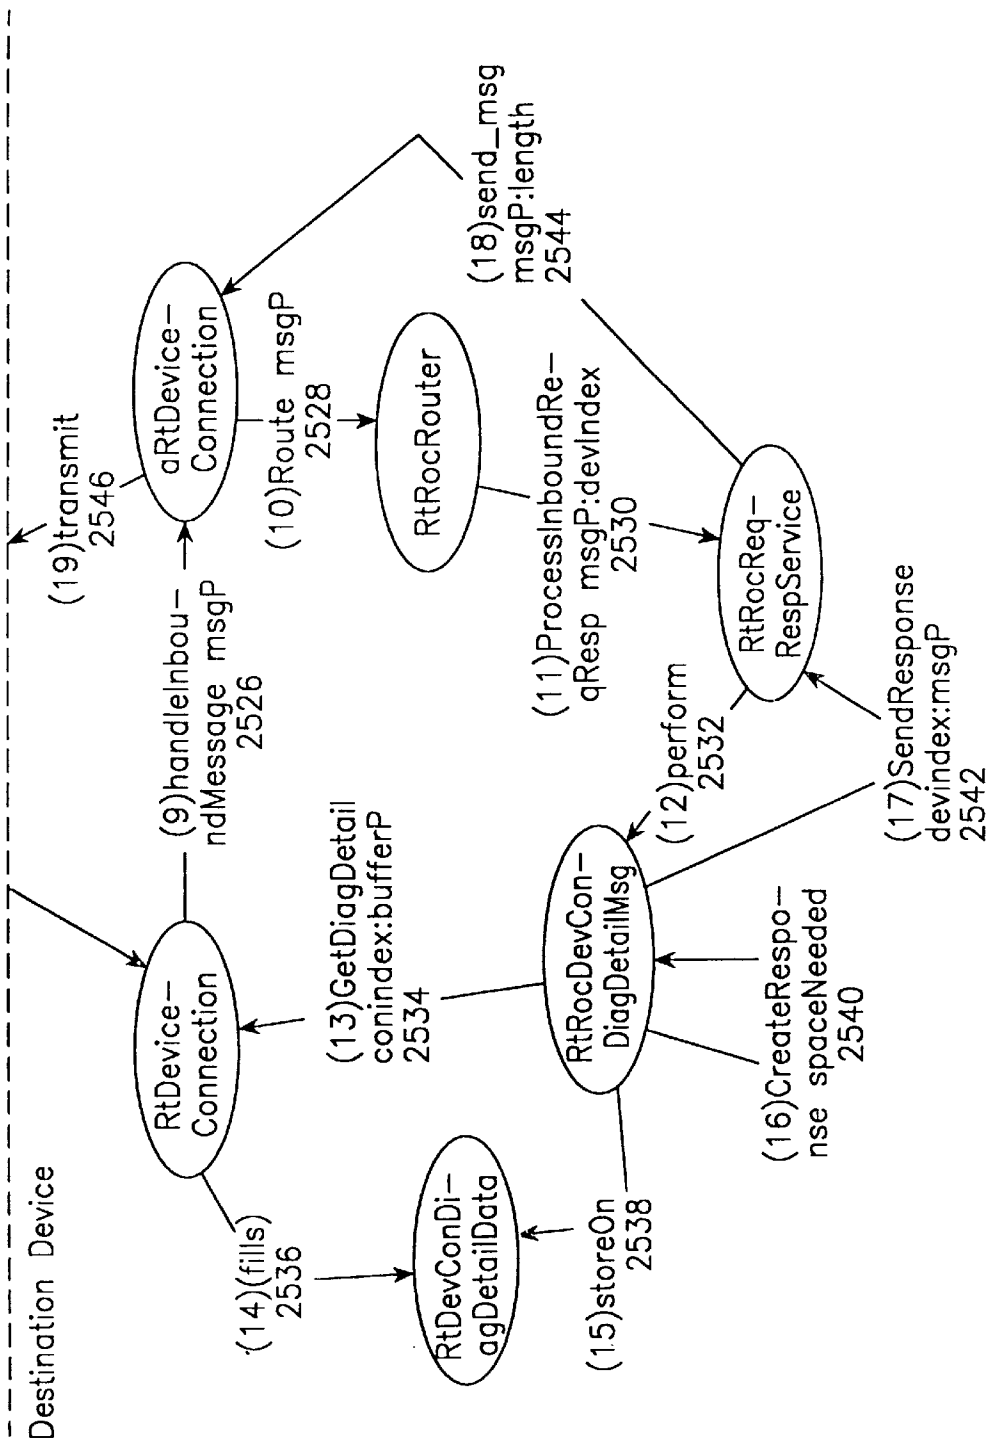 Destination Device
(19)transmit
2546
aRtDevice–
Connection
(9)handleInbou–
ndMessage msgP
2526
RtDevice–
Connection
(10)Route msgP
2528
(14)(fills)
2536
(13)GetDiagDetail
conindex:bufferP
2534
RtRocRouter
(18)send_msg
msgP:length
2544
RtDevConDi–
agDetailData
(11)ProcessInboundRe–
qResp msgP:devIndex
2530
RtRocDevCon–
DiagDetailMsg
(15)storeOn
2538
(12)perform
2532
RtRocReq–
RespService
(16)CreateRespo–
nse spaceNeeded
2540
(17)SendResponse
devindex:msgP
2542